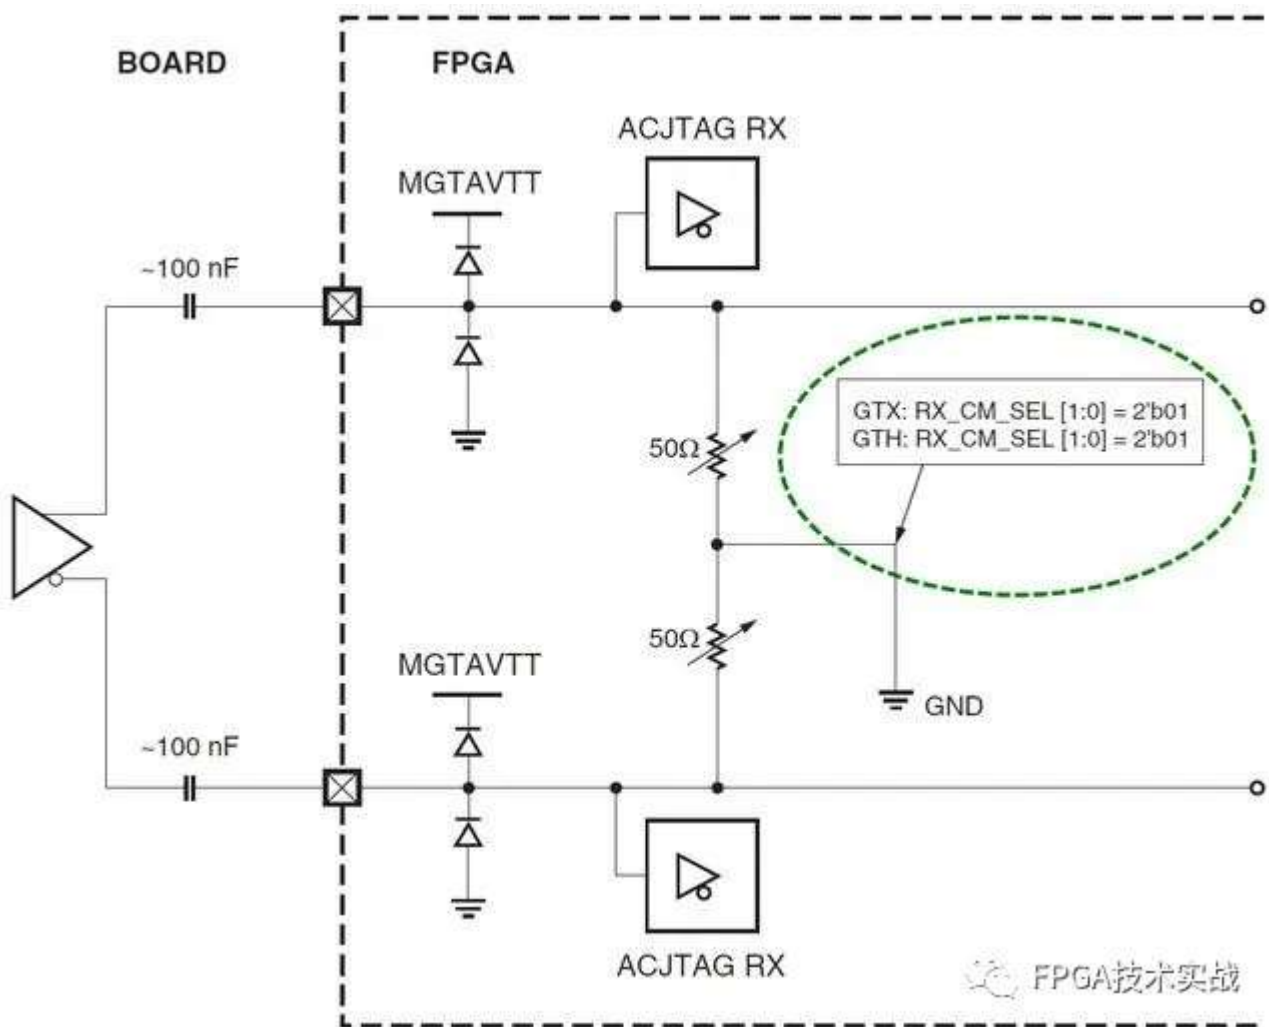 BOARD
FPGA
ACJTAG RX
MGTAVTT
~100 nF
GTX: RX_CM_SEL [1:0] = 2'b01
GTH: RX_CM_SEL [1:0] = 2'b01
50Ω
50Ω
MGTAVTT
GND
~100 nF
ACJTAG RX
FPGA技术实战